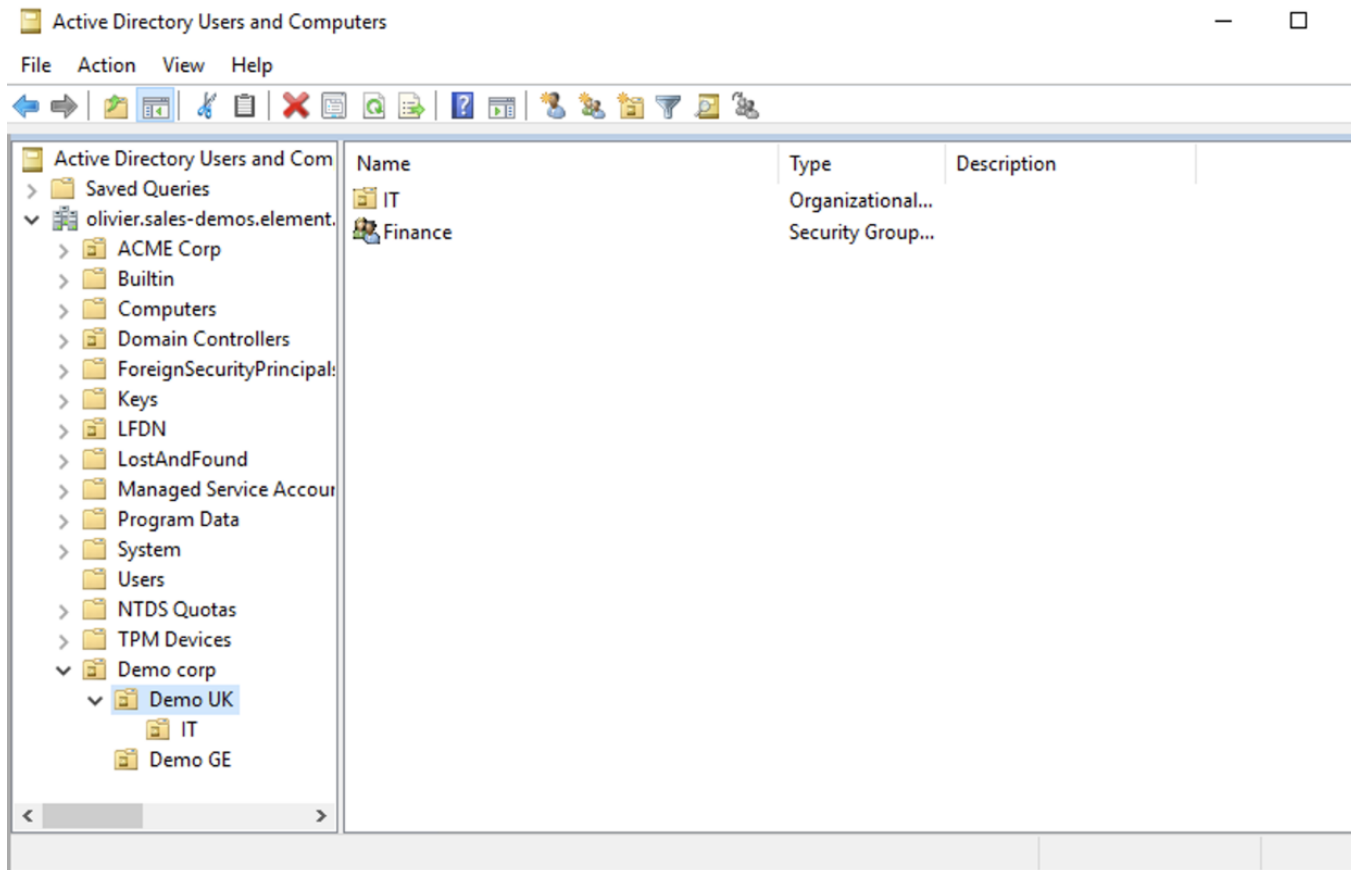 Active Directory Users and Computers
File Action View Help
Active Directory Users and Com
Saved Queries
olivier.sales-demos.element.
ACME Corp
Builtin
Computers
Domain Controllers
ForeignSecurityPrincipals
Keys
LFDN
LostAndFound
Managed Service Accour
Program Data
System
Users
NTDS Quotas
TPM Devices
Demo corp
Demo UK
IT
Demo GE
Name Type Description
IT Organizational...
Finance Security Group...